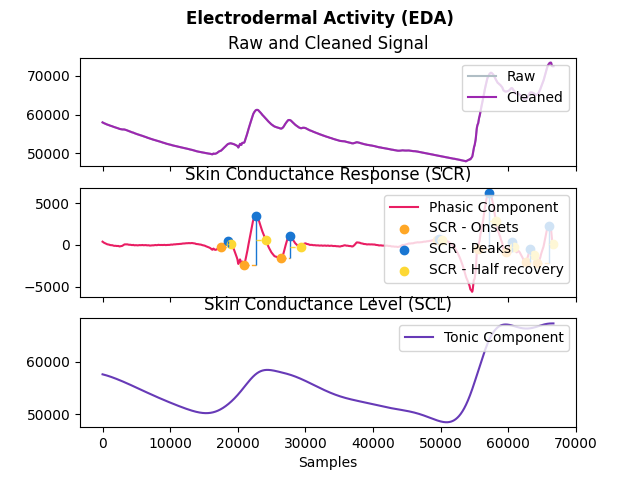 Electrodermal Activity (EDA)
Raw and Cleaned Signal
70000
60000
50000
Raw
Cleaned
Skin Conductance Response (SCR)
5000
0
−5000
Phasic Component
SCR - Onsets
SCR - Peaks
SCR - Half recovery
Skin Conductance Level (SCL)
60000
50000
Tonic Component
0 10000 20000 30000 40000 50000 60000 70000
Samples